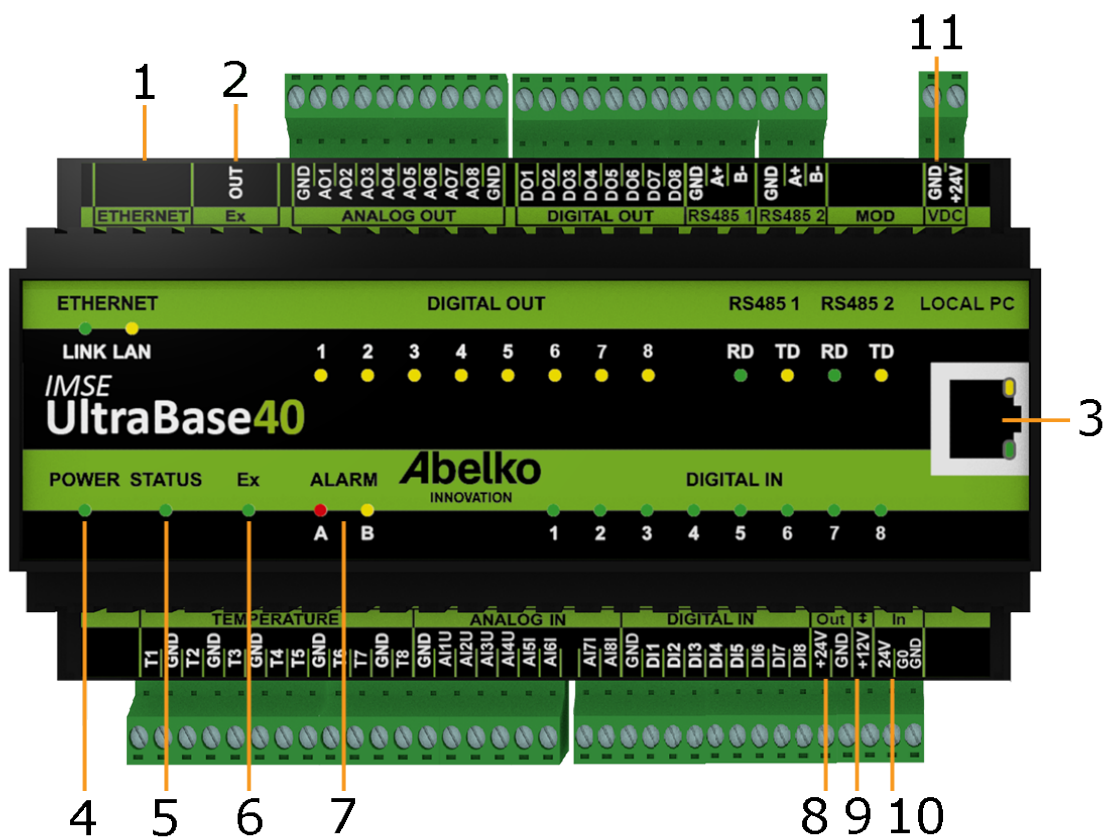 1 2 11
GND AO1 AO2 AO3 AO4 AO5 AO6 AO7 AO8 GND DO1 DO2 DO3 DO4 DO5 DO6 DO7 DO8 GND A+ B- GND A+ B- GND +24V
OUT
ETHERNET Ex ANALOG OUT DIGITAL OUT RS485 1 RS485 2 MOD VDC
ETHERNET DIGITAL OUT RS485 1 RS485 2 LOCAL PC
LINK LAN 1 2 3 4 5 6 7 8 RD TD RD TD
IMSE
UltraBase40
3
POWER STATUS Ex ALARM Abelko DIGITAL IN
INNOVATION
A B 1 2 3 4 5 6 7 8
TEMPERATURE ANALOG IN DIGITAL IN Out In
T1 GND T2 GND T3 GND T4 T5 GND T6 T7 GND T8 GND AI1U AI2U AI3U AI4U AI5I AI6I AI7I AI8I GND DI1 DI2 DI3 DI4 DI5 DI6 DI7 DI8 +24V GND +12V 24V G0 GND
4 5 6 7 8 9 10